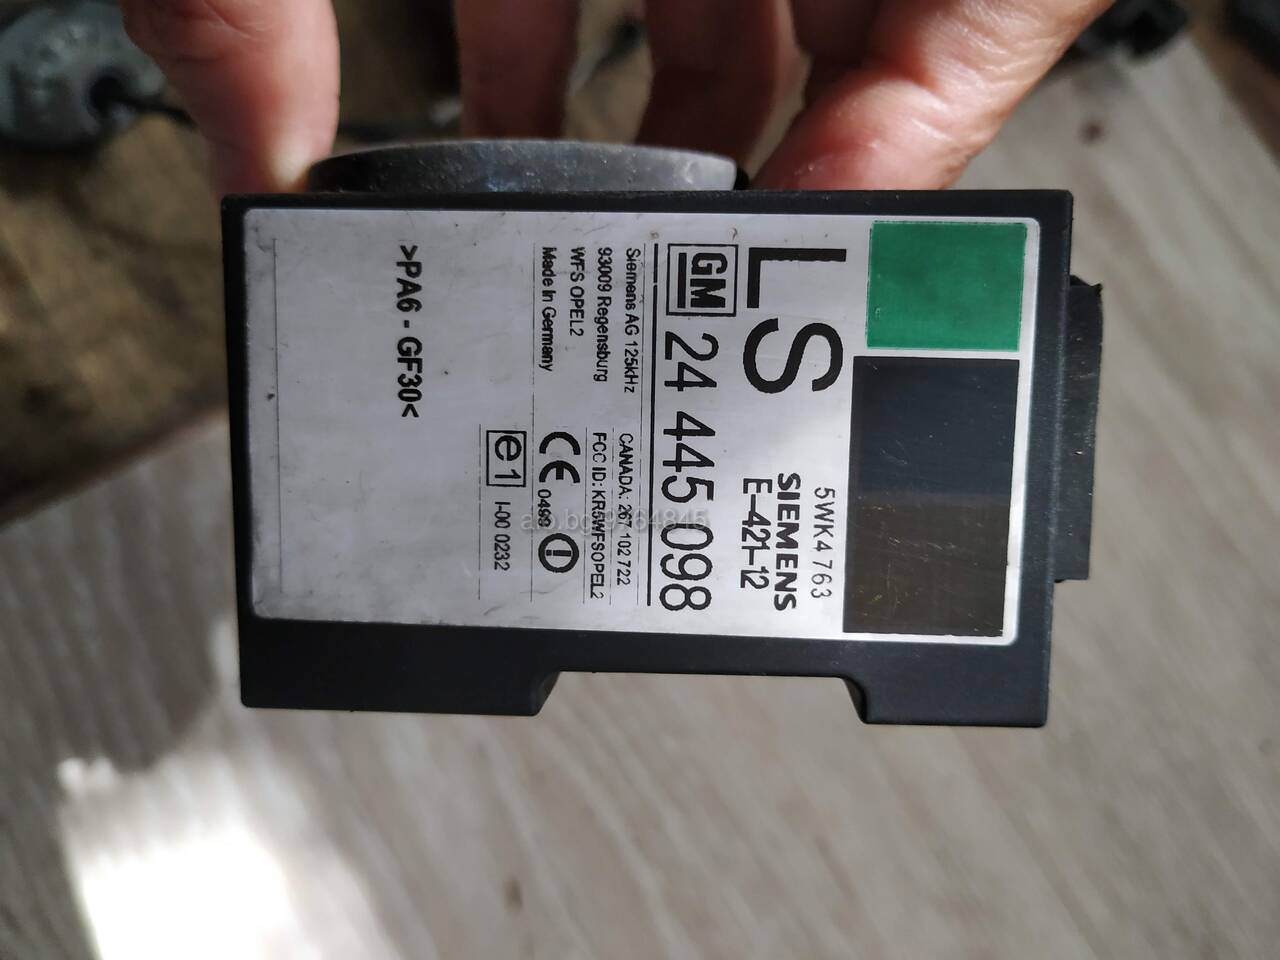 5WK4 763
SIEMENS
E-421-12
LS
GM 24 445 098
Siemens AG 125kHz
93009 Regensburg
WFS OPEL2
Made in Germany
CANADA: 267 102 722
FCC ID: KR5WFSOPEL2
CE 0499
e1 I-00 0232
>PA6 - GF30<